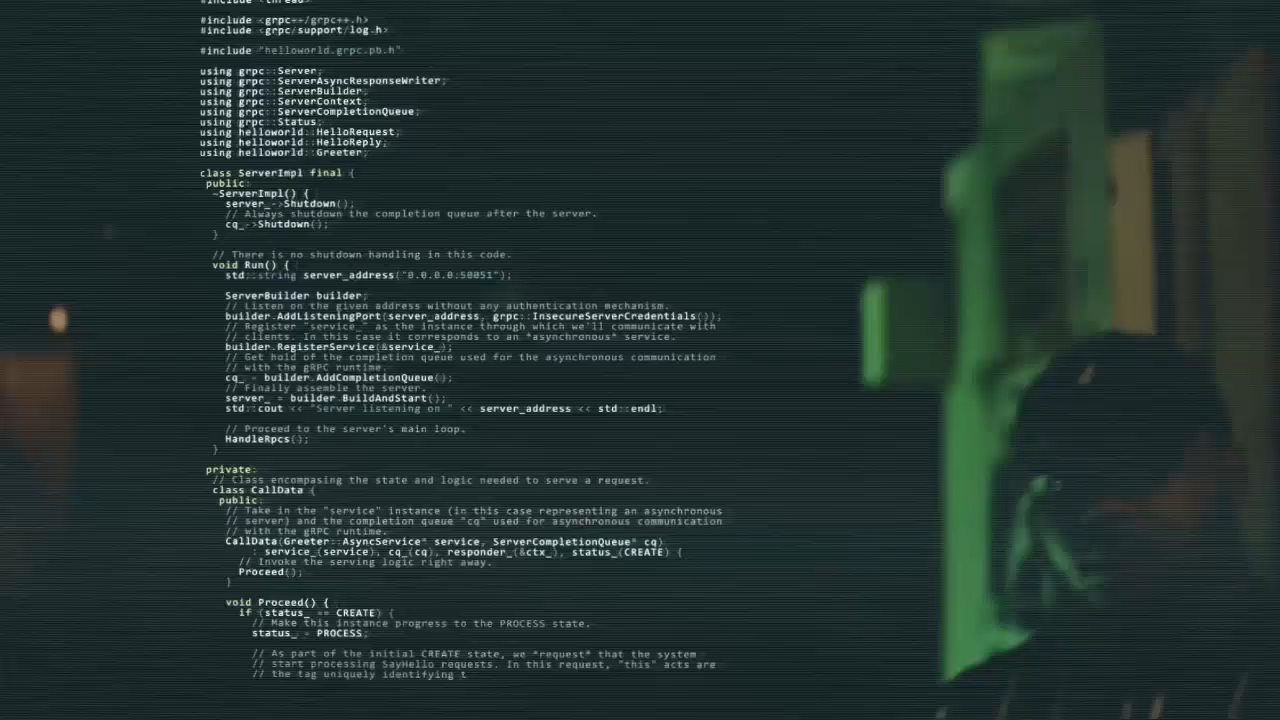 #include <thread>
#include <grpc++/grpc++.h>
#include <grpc/support/log.h>
#include "helloworld.grpc.pb.h"
using grpc::Server;
using grpc::ServerAsyncResponseWriter;
using grpc::ServerBuilder;
using grpc::ServerContext;
using grpc::ServerCompletionQueue;
using grpc::Status;
using helloworld::HelloRequest;
using helloworld::HelloReply;
using helloworld::Greeter;
class ServerImpl final {
public:
~ServerImpl() {
server_->Shutdown();
// Always shutdown the completion queue after the server.
cq_->Shutdown();
}
// There is no shutdown handling in this code.
void Run() {
std::string server_address("0.0.0.0:50051");
ServerBuilder builder;
// Listen on the given address without any authentication mechanism.
builder.AddListeningPort(server_address, grpc::InsecureServerCredentials());
// Register "service_" as the instance through which we'll communicate with
// clients. In this case it corresponds to an *asynchronous* service.
builder.RegisterService(&service_);
// Get hold of the completion queue used for the asynchronous communication
// with the gRPC runtime.
cq_ = builder.AddCompletionQueue();
// Finally assemble the server.
server_ = builder.BuildAndStart();
std::cout << "Server listening on " << server_address << std::endl;
// Proceed to the server's main loop.
HandleRpcs();
}
private:
// Class encompasing the state and logic needed to serve a request.
class CallData {
public:
// Take in the "service" instance (in this case representing an asynchronous
// server) and the completion queue "cq" used for asynchronous communication
// with the gRPC runtime.
CallData(Greeter::AsyncService* service, ServerCompletionQueue* cq)
: service_(service), cq_(cq), responder_(&ctx_), status_(CREATE) {
// Invoke the serving logic right away.
Proceed();
}
void Proceed() {
if (status_ == CREATE) {
// Make this instance progress to the PROCESS state.
status_ = PROCESS;
// As part of the initial CREATE state, we *request* that the system
// start processing SayHello requests. In this request, "this" acts are
// the tag uniquely identifying t